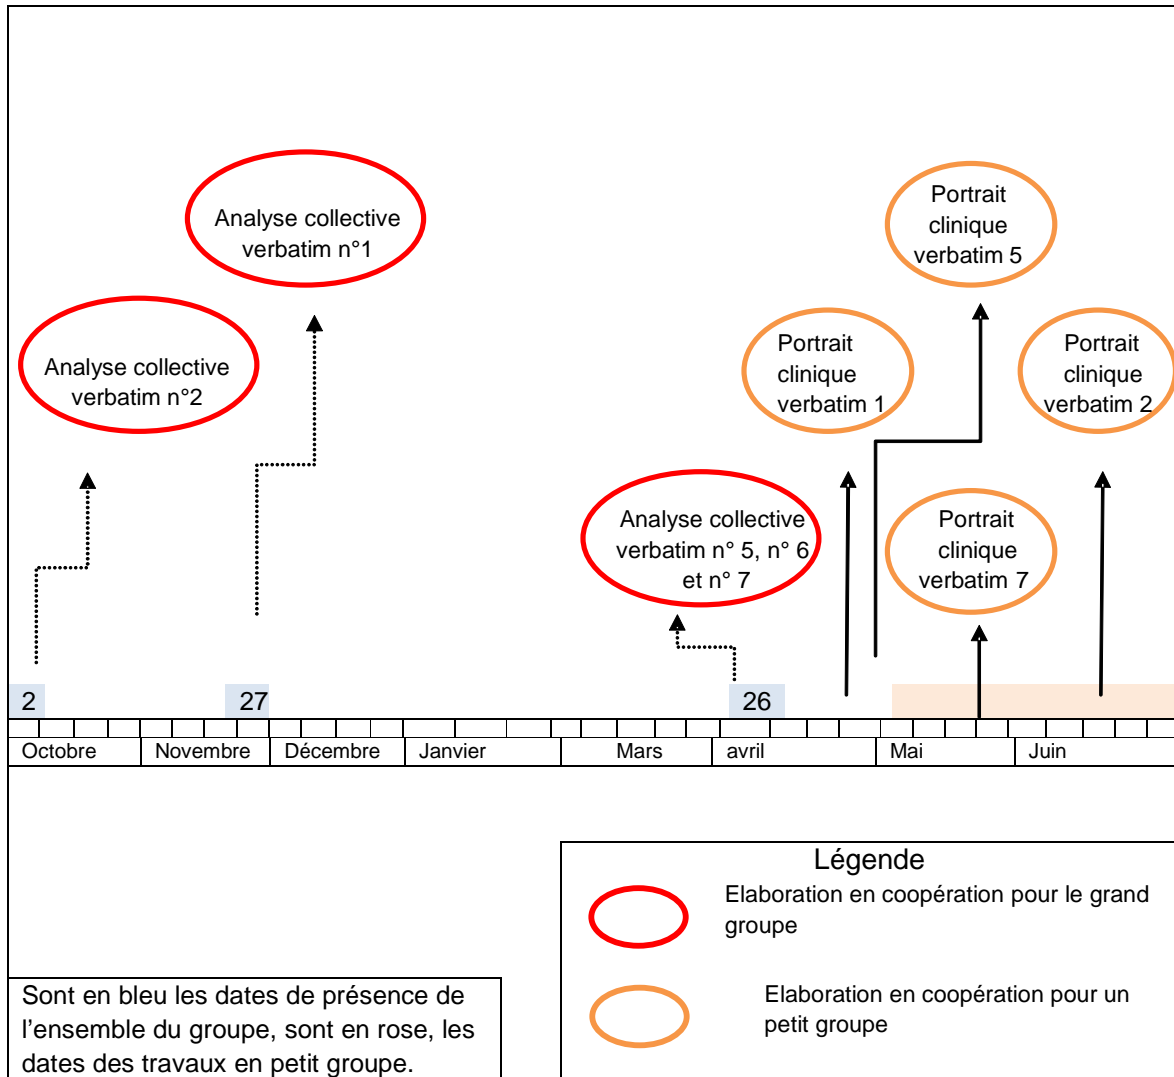 Analyse collective
verbatim n°1
Portrait
clinique
verbatim 5
Analyse collective
verbatim n°2
Portrait
clinique
verbatim 1
Portrait
clinique
verbatim 2
Analyse collective
verbatim n° 5, n° 6
et n° 7
Portrait
clinique
verbatim 7
2
27
26
Octobre
Novembre
Décembre
Janvier
Mars
avril
Mai
Juin
Légende
Elaboration en coopération pour le grand
groupe
Elaboration en coopération pour un
petit groupe
Sont en bleu les dates de présence de
l'ensemble du groupe, sont en rose, les
dates des travaux en petit groupe.